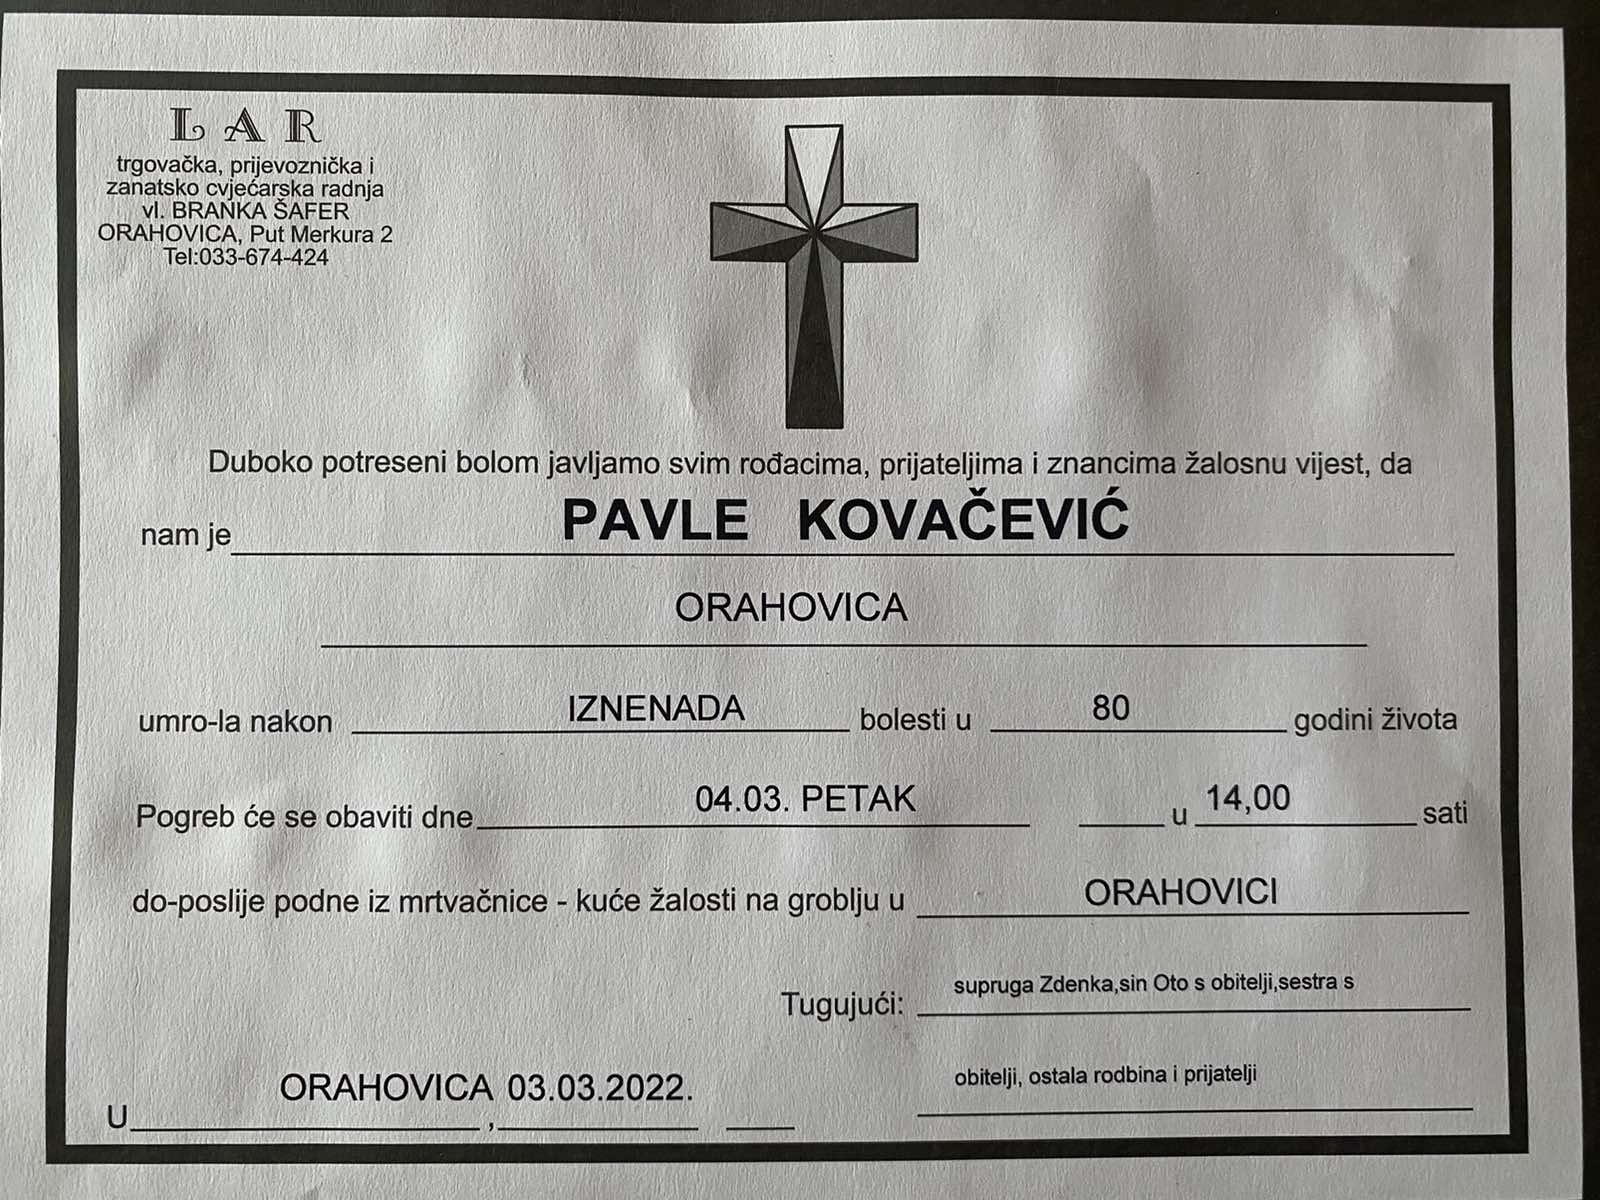 LAR
trgovačka, prijevoznička i
zanatsko cvjećarska radnja
vl. BRANKA ŠAFER
ORAHOVICA, Put Merkura 2
Tel:033-674-424
Duboko potreseni bolom javljamo svim rođacima, prijateljima i znancima žalosnu vijest, da
nam je PAVLE KOVAČEVIĆ
ORAHOVICA
umro-la nakon IZNENADA bolesti u 80 godini života
Pogreb će se obaviti dne 04.03. PETAK u 14,00 sati
do-poslije podne iz mrtvačnice - kuće žalosti na groblju u ORAHOVICI
Tugujući: supruga Zdenka,sin Oto s obitelji,sestra s
obitelji, ostala rodbina i prijatelji
U ORAHOVICA 03.03.2022. ,